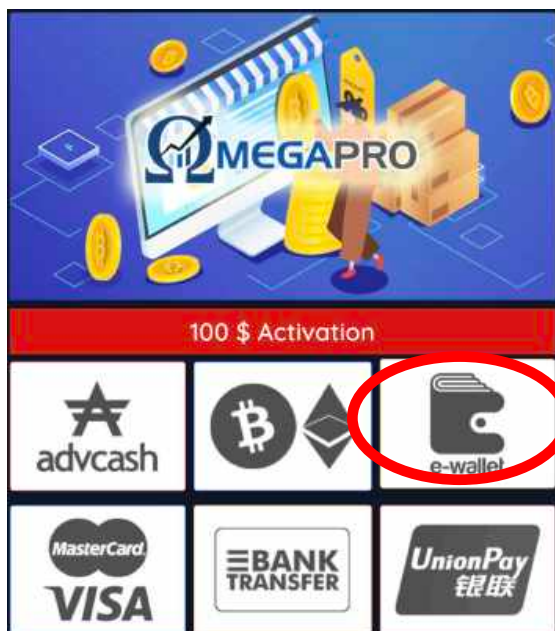 ΩMEGAPRO
100 $ Activation
advcash
e-wallet
MasterCard
VISA
BANK
TRANSFER
UnionPay
银联